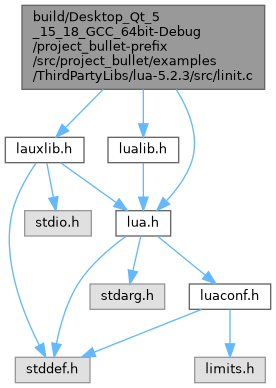 build/Desktop_Qt_5
_15_18_GCC_64bit-Debug
/project_bullet-prefix
/src/project_bullet/examples
/ThirdPartyLibs/lua-5.2.3/src/linit.c
lauxlib.h
lualib.h
stdio.h
lua.h
stdarg.h
luaconf.h
stddef.h
limits.h